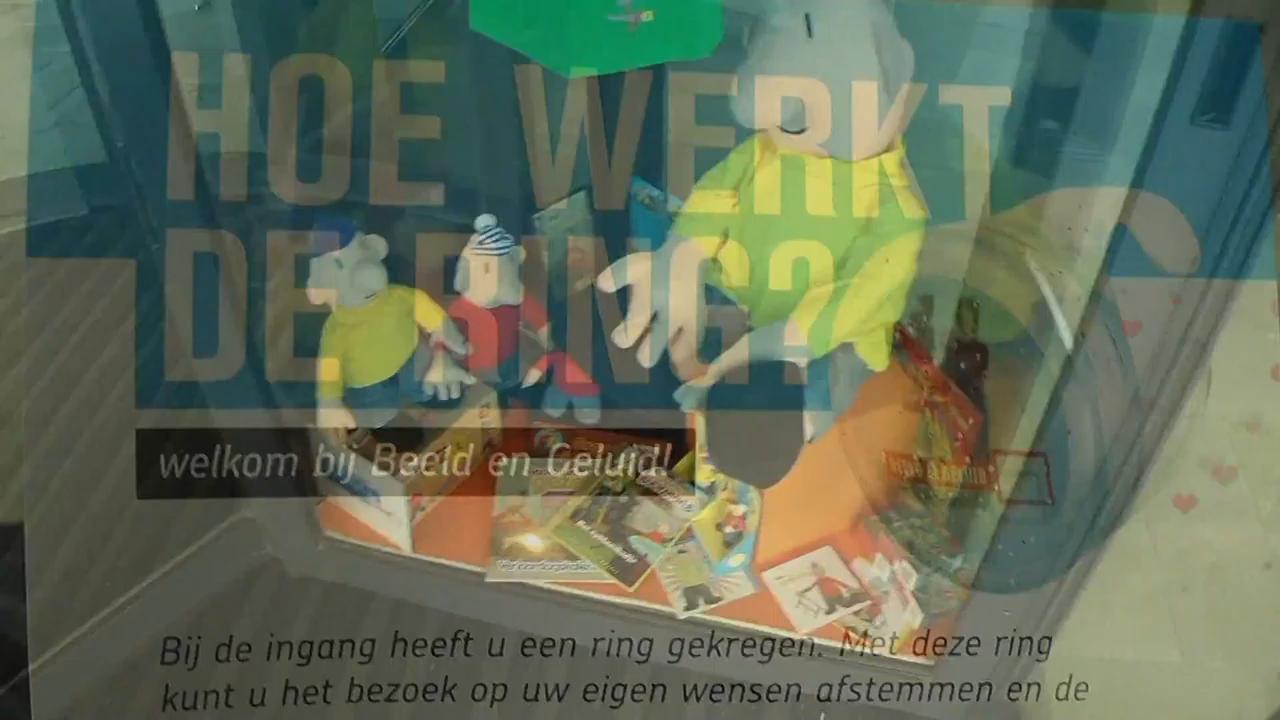 HOE WERKT
DE RING?
welkom bij Beeld en Geluid!
Bij de ingang heeft u een ring gekregen. Met deze ring
kunt u het bezoek op uw eigen wensen afstemmen en de